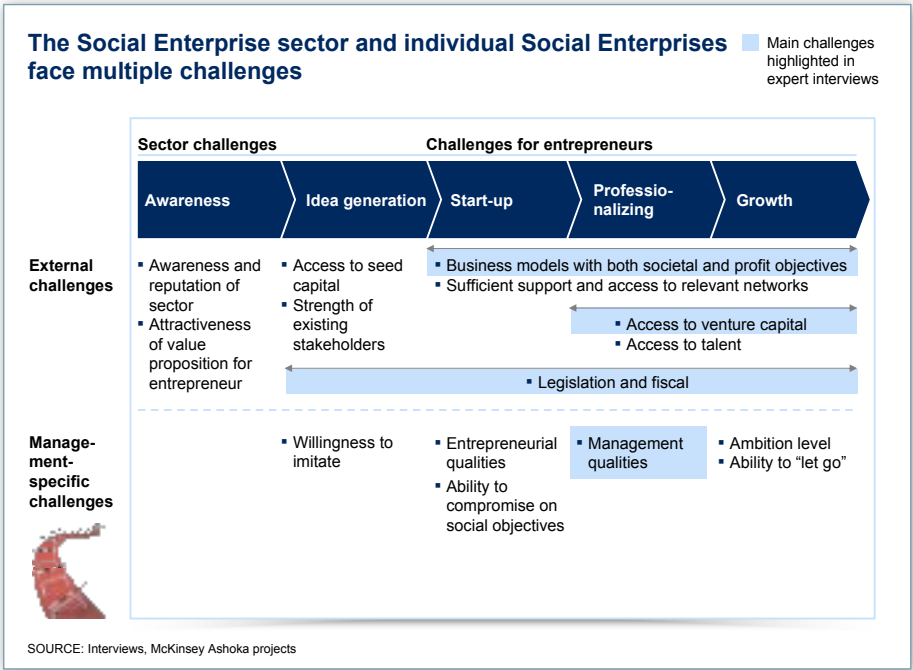 The Social Enterprise sector and individual Social Enterprises
face multiple challenges
Main challenges
highlighted in
expert interviews
Sector challenges
Challenges for entrepreneurs
Awareness
Idea generation
Start-up
Professio-
nalizing
Growth
External
challenges
▪ Awareness and
reputation of
sector
▪ Attractiveness
of value
proposition for
entrepreneur
▪ Access to seed
capital
▪ Strength of
existing
stakeholders
▪ Business models with both societal and profit objectives
▪ Sufficient support and access to relevant networks
▪ Access to venture capital
▪ Access to talent
▪ Legislation and fiscal
Manage-
ment-
specific
challenges
▪ Willingness to
imitate
▪ Entrepreneurial
qualities
▪ Ability to
compromise on
social objectives
▪ Management
qualities
▪ Ambition level
▪ Ability to “let go”
SOURCE: Interviews, McKinsey Ashoka projects